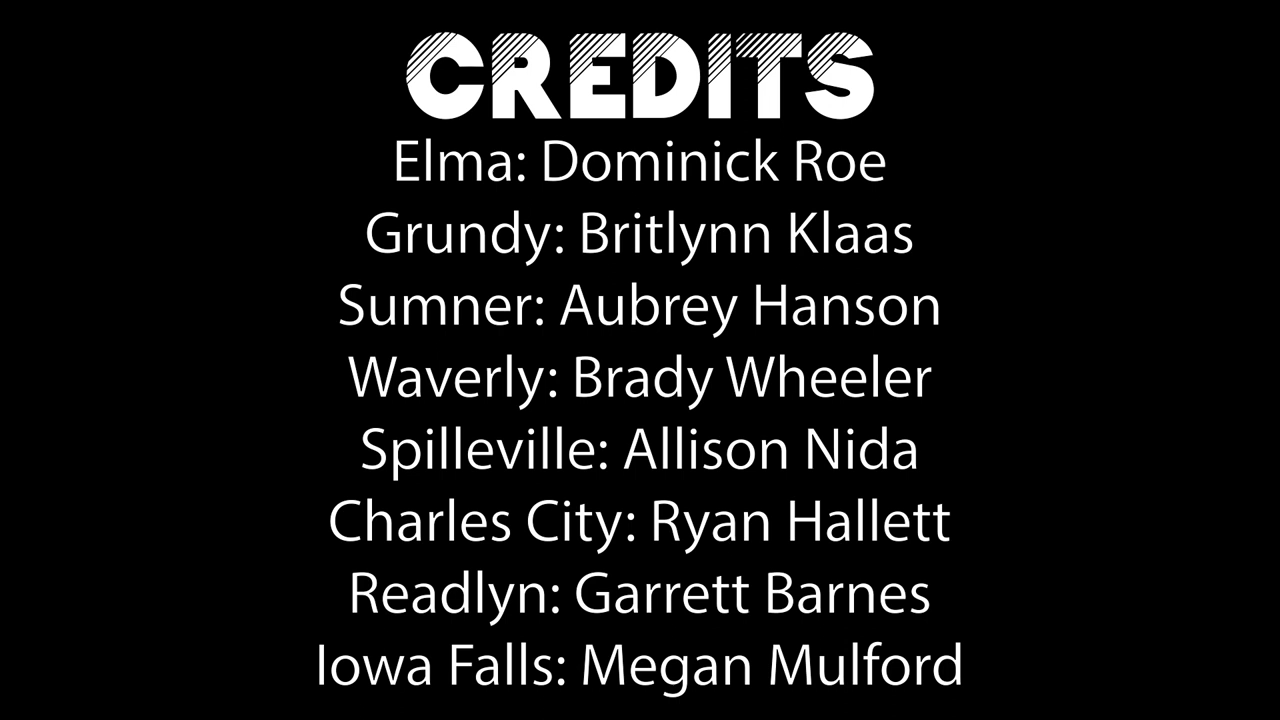 CREDITS
Elma: Dominick Roe
Grundy: Britlynn Klaas
Sumner: Aubrey Hanson
Waverly: Brady Wheeler
Spilleville: Allison Nida
Charles City: Ryan Hallett
Readlyn: Garrett Barnes
Iowa Falls: Megan Mulford